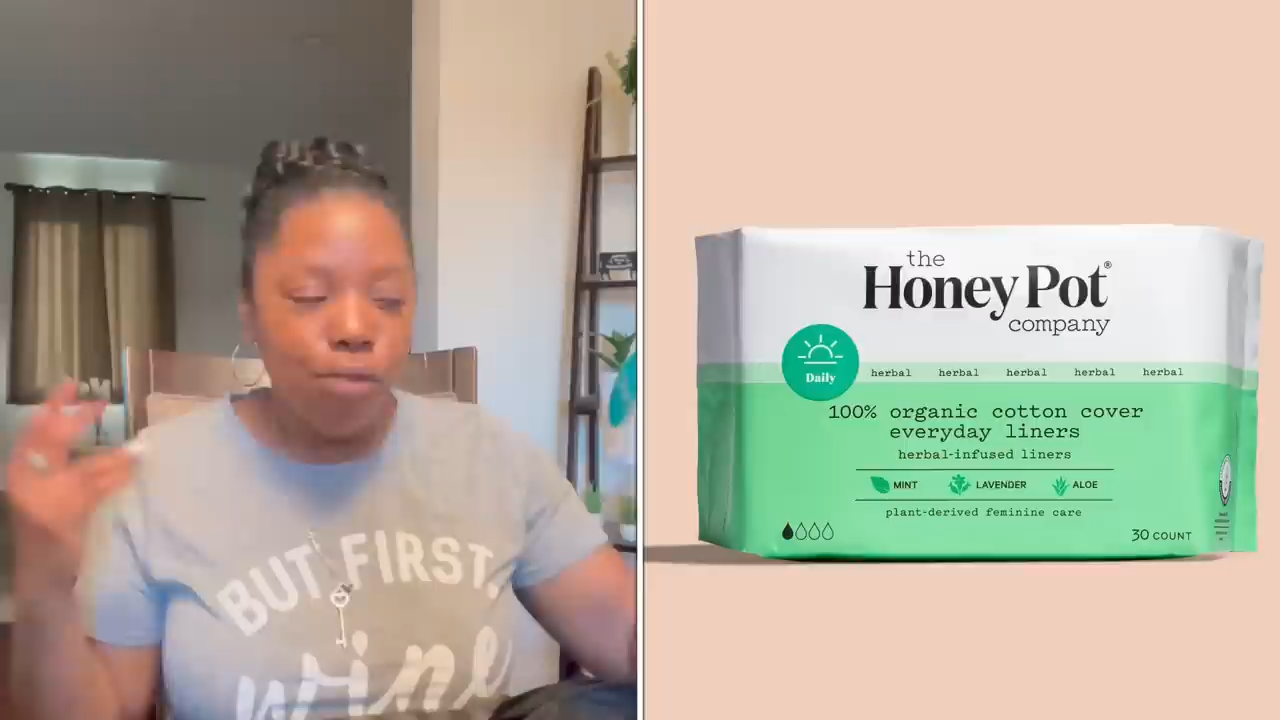 BUT FIRST,
wine
the
Honey Pot®
company
Daily
herbal herbal herbal herbal herbal
100% organic cotton cover
everyday liners
herbal-infused liners
MINT LAVENDER ALOE
plant-derived feminine care
30 COUNT